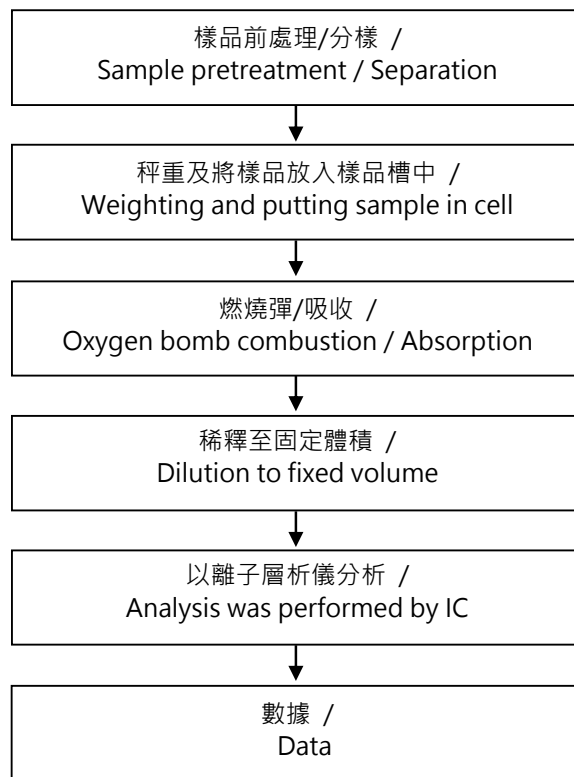 樣品前處理/分樣 /
Sample pretreatment / Separation
秤重及將樣品放入樣品槽中 /
Weighting and putting sample in cell
燃燒彈/吸收 /
Oxygen bomb combustion / Absorption
稀釋至固定體積 /
Dilution to fixed volume
以離子層析儀分析 /
Analysis was performed by IC
數據 /
Data